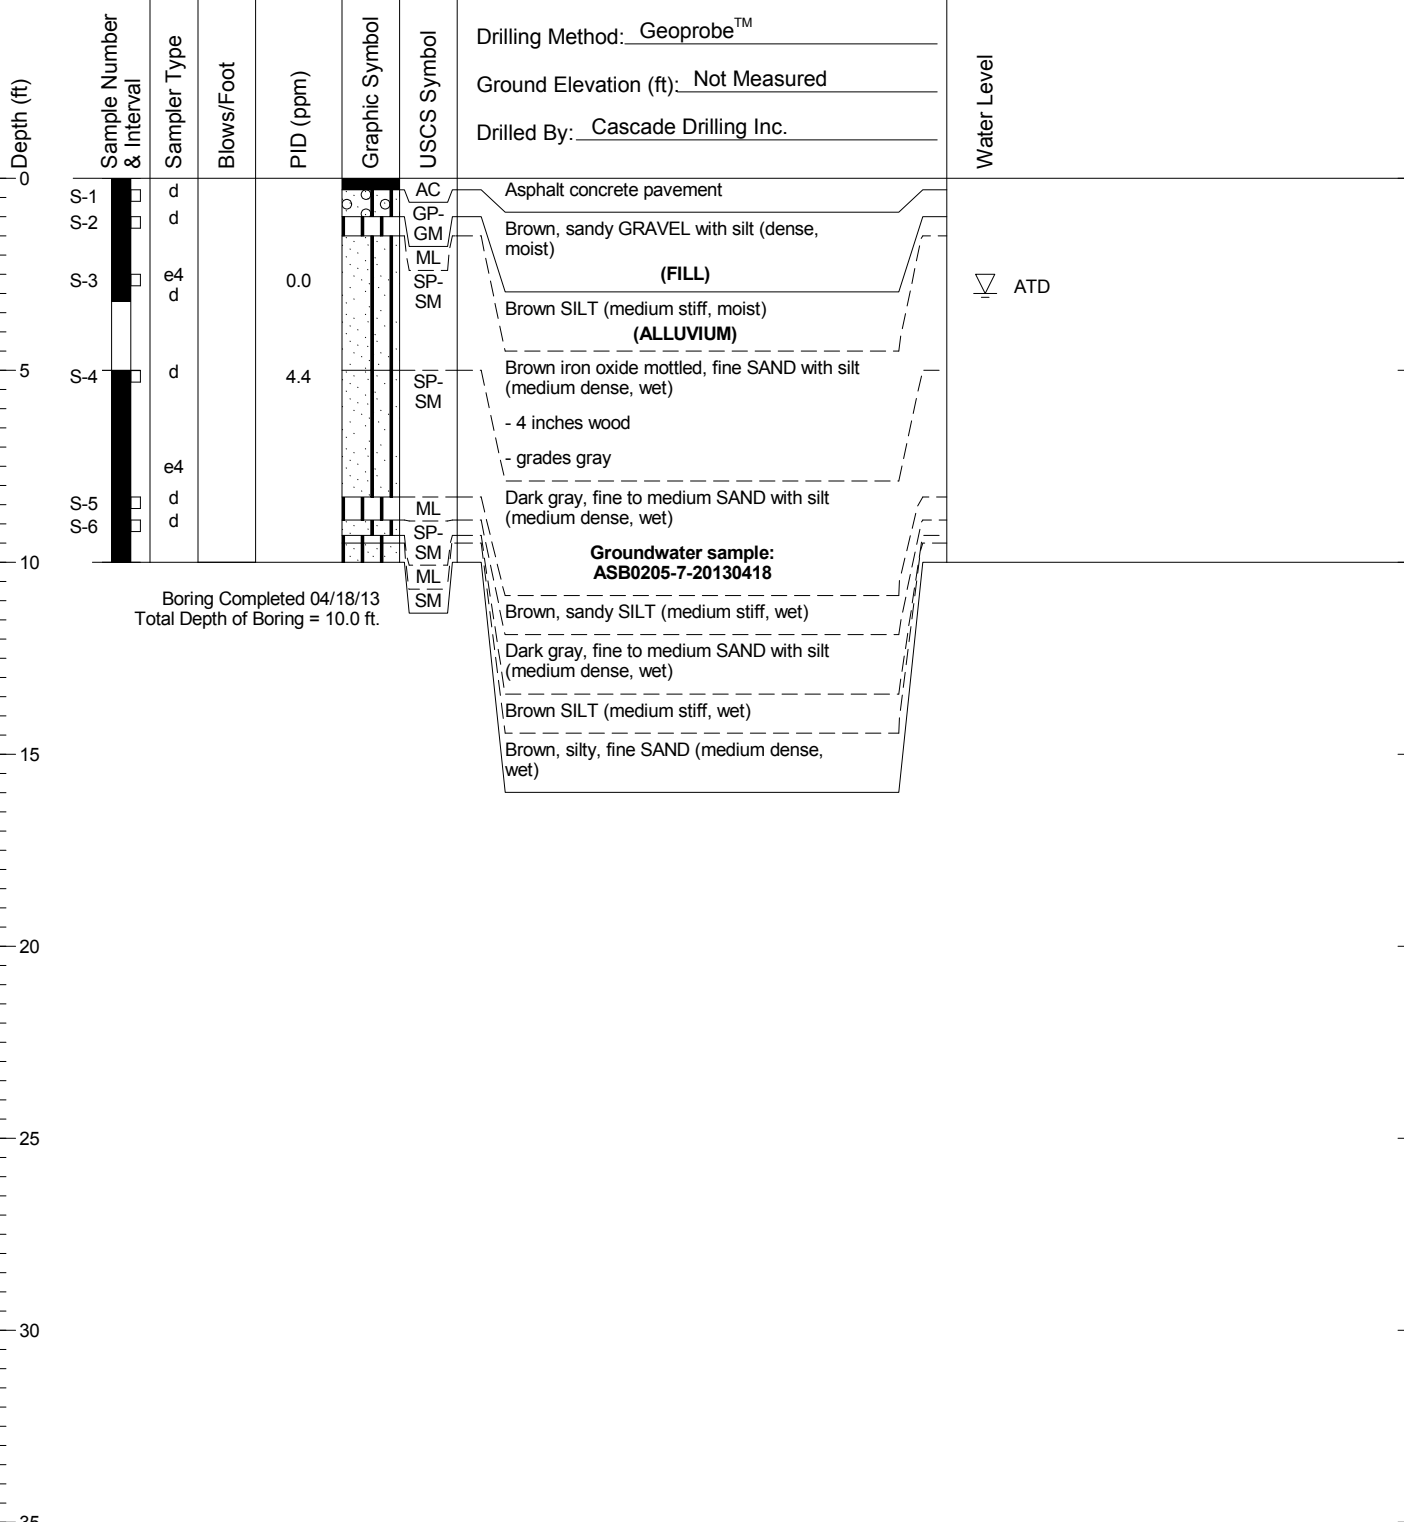 Depth (ft)
Sample Number
& Interval
Sampler Type
Blows/Foot
PID (ppm)
Graphic Symbol
USCS Symbol
Drilling Method: Geoprobe™
Ground Elevation (ft): Not Measured
Drilled By: Cascade Drilling Inc.
Water Level
0
S-1 d AC Asphalt concrete pavement
S-2 d GP-
GM
Brown, sandy GRAVEL with silt (dense,
moist)
(FILL)
ML
S-3 e4
d
0.0
SP-
SM
ATD
Brown SILT (medium stiff, moist)
(ALLUVIUM)
5
S-4 d 4.4
SP-
SM
Brown iron oxide mottled, fine SAND with silt
(medium dense, wet)
- 4 inches wood
- grades gray
e4
S-5 d ML
Dark gray, fine to medium SAND with silt
(medium dense, wet)
S-6 d
SP-
SM
Groundwater sample:
ASB0205-7-20130418
10
ML
SM
Boring Completed 04/18/13
Total Depth of Boring = 10.0 ft.
Brown, sandy SILT (medium stiff, wet)
Dark gray, fine to medium SAND with silt
(medium dense, wet)
Brown SILT (medium stiff, wet)
15
Brown, silty, fine SAND (medium dense,
wet)
20
25
30
35